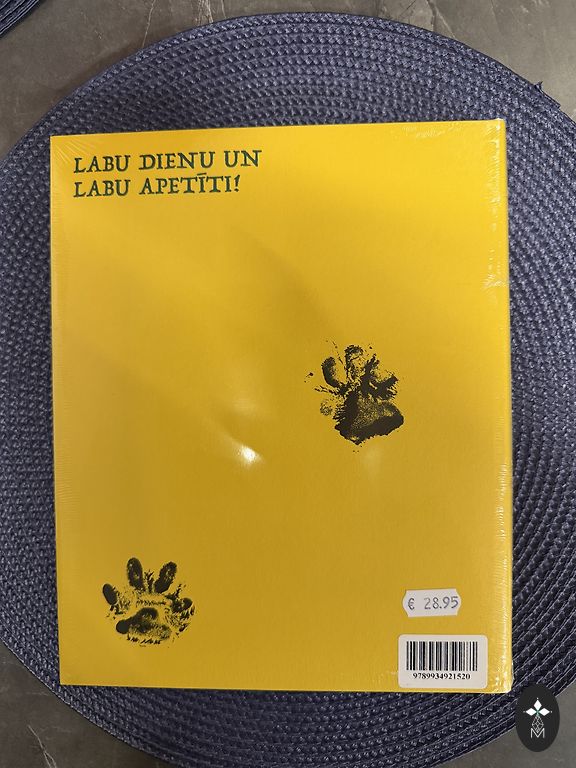 LABU DIENU UN
LABU APETĪTI!
€ 28.95
9789934921520
M